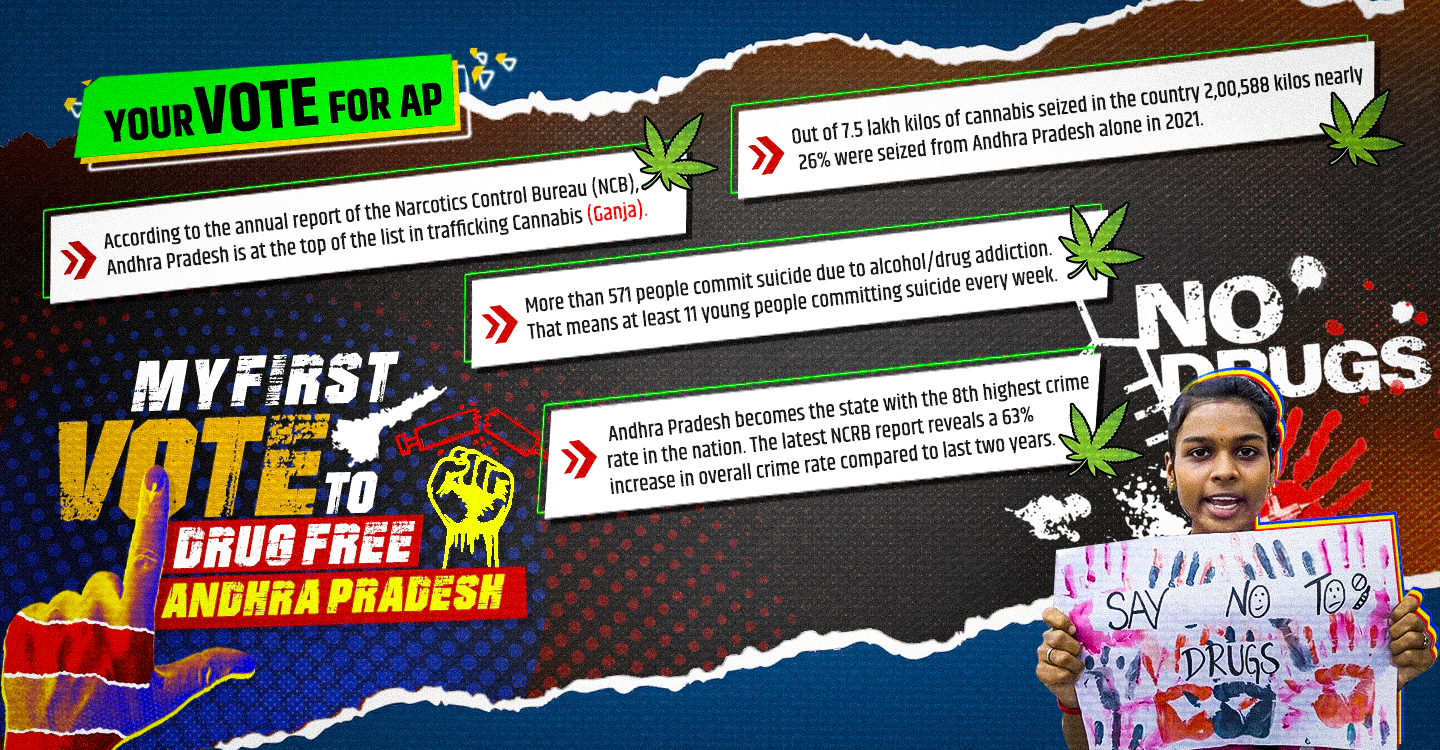 YOUR VOTE FOR AP
According to the annual report of the Narcotics Control Bureau (NCB),
Andhra Pradesh is at the top of the list in trafficking Cannabis (Ganja).
Out of 7.5 lakh kilos of cannabis seized in the country 2,00,588 kilos nearly
26% were seized from Andhra Pradesh alone in 2021.
More than 571 people commit suicide due to alcohol/drug addiction.
That means at least 11 young people committing suicide every week.
Andhra Pradesh becomes the state with the 8th highest crime
rate in the nation. The latest NCRB report reveals a 63%
increase in overall crime rate compared to last two years.
MY FIRST
VOTE
TO
DRUG FREE
ANDHRA PRADESH
NO
DRUGS
SAY NO TO
DRUGS